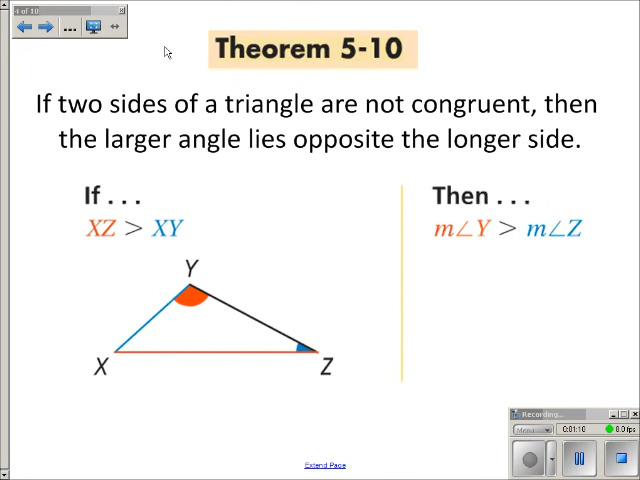 4 of 10
Theorem 5-10
If two sides of a triangle are not congruent, then
the larger angle lies opposite the longer side.
If . . .
XZ > XY
Then . . .
m∠Y > m∠Z
Y
X
Z
Recording...
Menu
0:01:10
8.0 fps
Extend Page